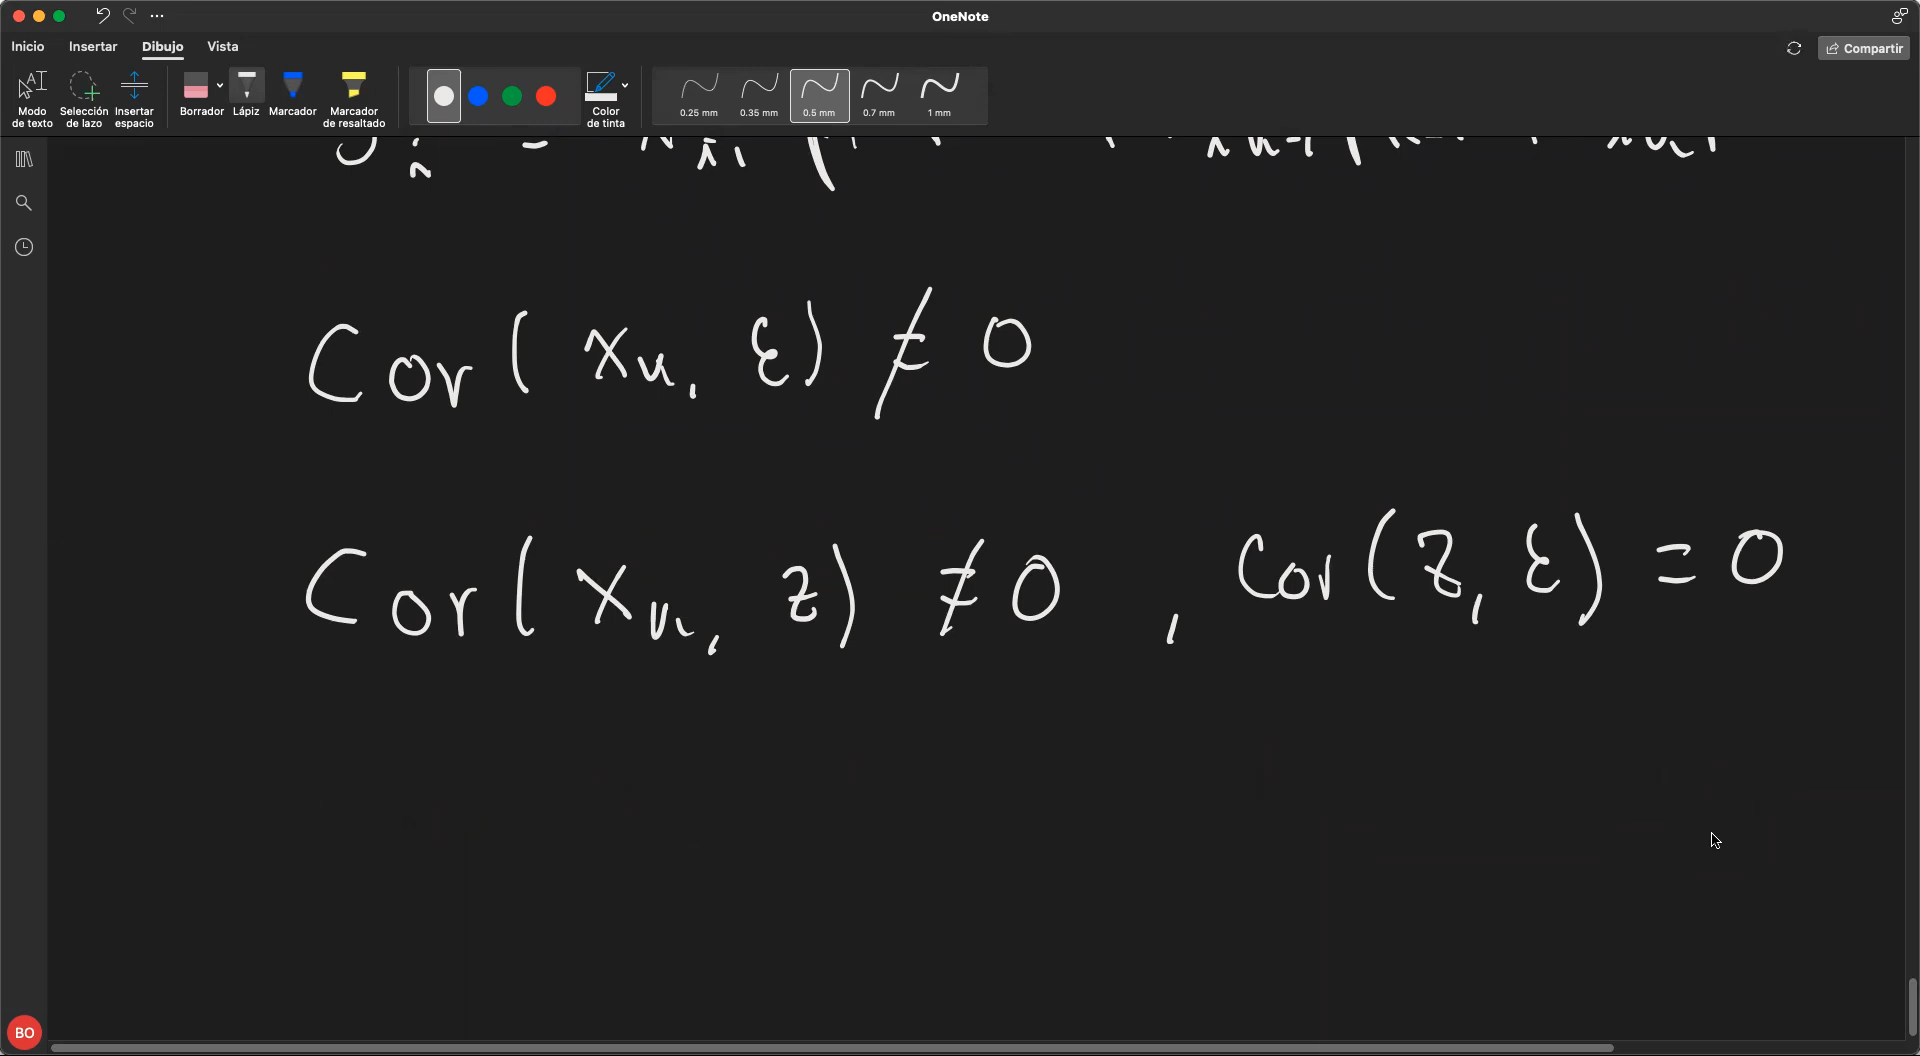 OneNote
Inicio Insertar Dibujo Vista
Compartir
Modo de texto
Selección de lazo
Insertar espacio
Borrador
Lápiz
Marcador
Marcador de resaltado
Color de tinta
0.25 mm
0.35 mm
0.5 mm
0.7 mm
1 mm
Cor ( xₖ, ε) ≠ 0
Cor ( xₖ, z) ≠ 0 , Cor (z, ε) = 0
BO